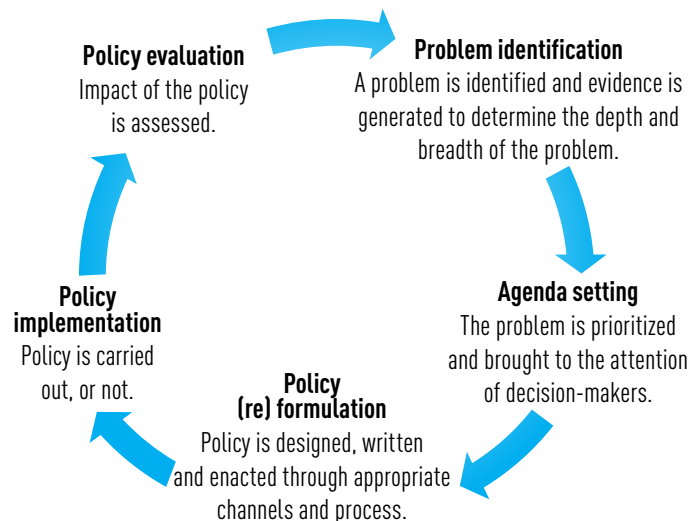 Problem identification
A problem is identified and evidence is
generated to determine the depth and
breadth of the problem.
Agenda setting
The problem is prioritized
and brought to the attention
of decision-makers.
Policy
(re) formulation
Policy is designed, written
and enacted through appropriate
channels and process.
Policy
implementation
Policy is carried
out, or not.
Policy evaluation
Impact of the policy
is assessed.